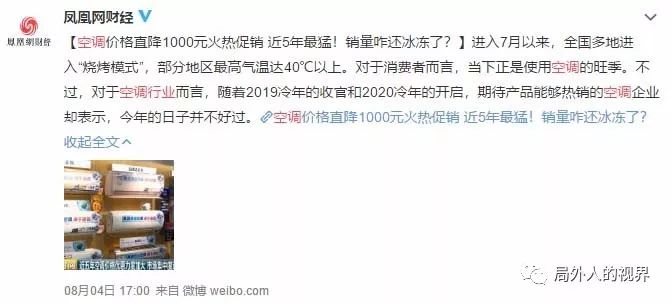 凤凰网财经
鳳凰網财经
【空调价格直降1000元火热促销 近5年最猛！销量咋还冰冻了？】进入7月以来，全国多地进
入“烧烤模式”，部分地区最高气温达40℃以上。对于消费者而言，当下正是使用空调的旺季。不
过，对于空调行业而言，随着2019冷年的收官和2020冷年的开启，期待产品能够热销的空调企业
却表示，今年的日子并不好过。空调价格直降1000元火热促销 近5年最猛！销量咋还冰冻了？
收起全文
08月04日 17:00 来自 微博 weibo.com
局外人的视界